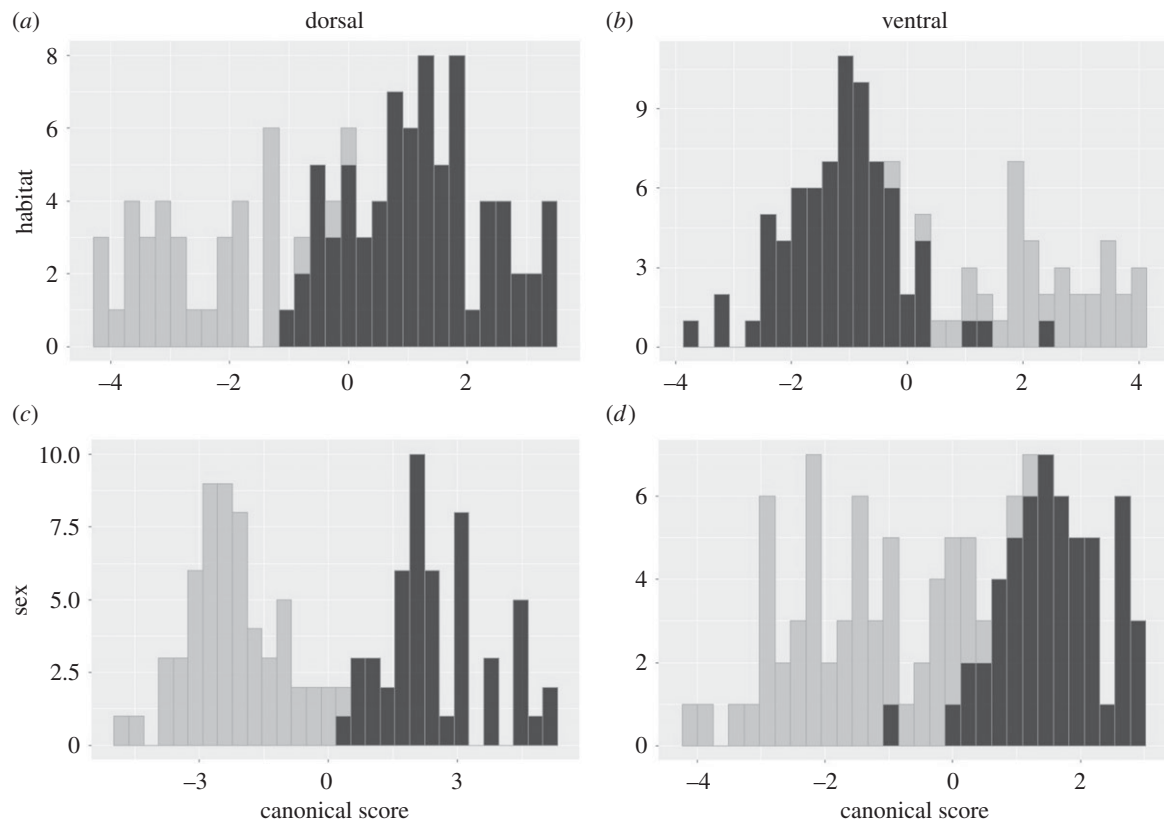 (a) dorsal (b) ventral
habitat
8
6
4
2
0
–4 –2 0 2
9
6
3
0
–4 –2 0 2 4
(c) (d)
sex
10.0
7.5
5.0
2.5
0
–3 0 3
canonical score
6
4
2
0
–4 –2 0 2
canonical score